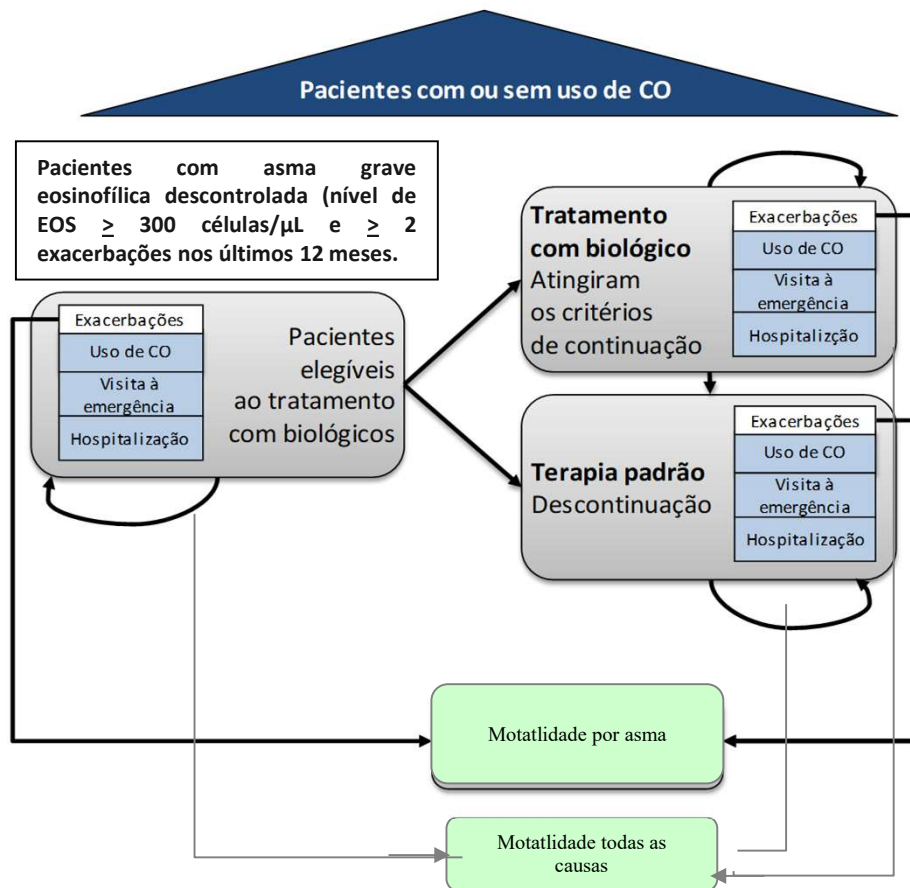 Pacientes com ou sem uso de CO
Pacientes com asma grave
eosinofílica descontrolada (nível de
EOS ≥ 300 células/µL e ≥ 2
exacerbações nos últimos 12 meses.
Exacerbações
Uso de CO
Visita à
emergência
Hospitalização
Pacientes
elegíveis
ao tratamento
com biológicos
Tratamento
com biológico
Atingiram
os critérios
de continuação
Exacerbações
Uso de CO
Visita à
emergência
Hospitalizção
Terapia padrão
Descontinuação
Exacerbações
Uso de CO
Visita à
emergência
Hospitalização
Motatlidade por asma
Motatlidade todas as
causas